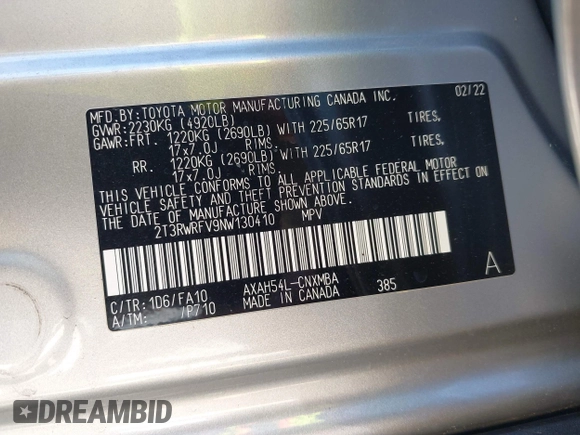 MFD.BY:TOYOTA MOTOR MANUFACTURING CANADA INC. 02/22
GVWR:2230KG (4920LB)
GAWR:FRT. 1220KG (2690LB) WITH 225/65R17 TIRES.
17x7.0J RIMS.
RR. 1220KG (2690LB) WITH 225/65R17 TIRES.
17x7.0J RIMS.
THIS VEHICLE CONFORMS TO ALL APPLICABLE FEDERAL MOTOR
VEHICLE SAFETY AND THEFT PREVENTION STANDARDS IN EFFECT ON
THE DATE OF MANUFACTURE SHOWN ABOVE.
2T3RWRFV9NW130410 MPV
C/TR:1D6/FA10 AXAH54L-CNXMBA 385 A
A/TM: /P710 MADE IN CANADA
DREAMBID